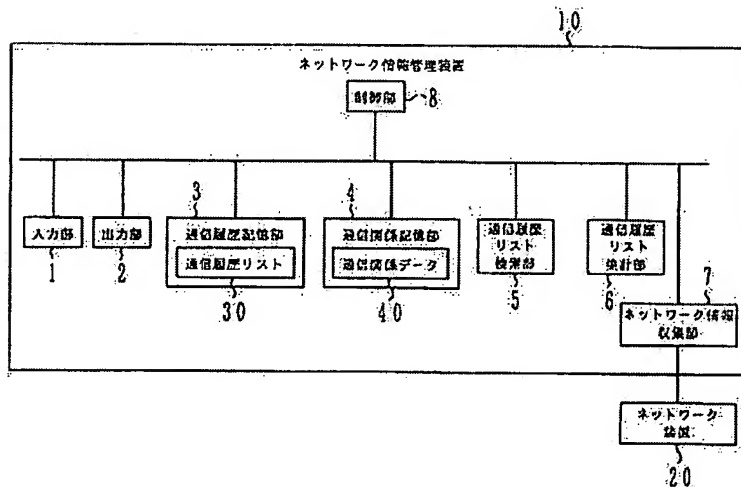 10
ネットワーク情報管理装置
制御部
8
3
4
入力部
出力部
通信履歴記憶部
通信履歴リスト
通信関係記憶部
通信関係データ
通信履歴
リスト
検索部
通信履歴
リスト
集計部
1
2
30
40
5
6
7
ネットワーク情報
収集部
ネットワーク
装置
20